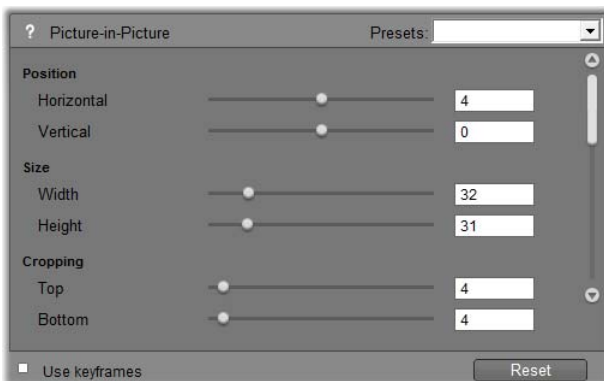 ? Picture-in-Picture Presets:
Position
Horizontal 4
Vertical 0
Size
Width 32
Height 31
Cropping
Top 4
Bottom 4
Use keyframes Reset